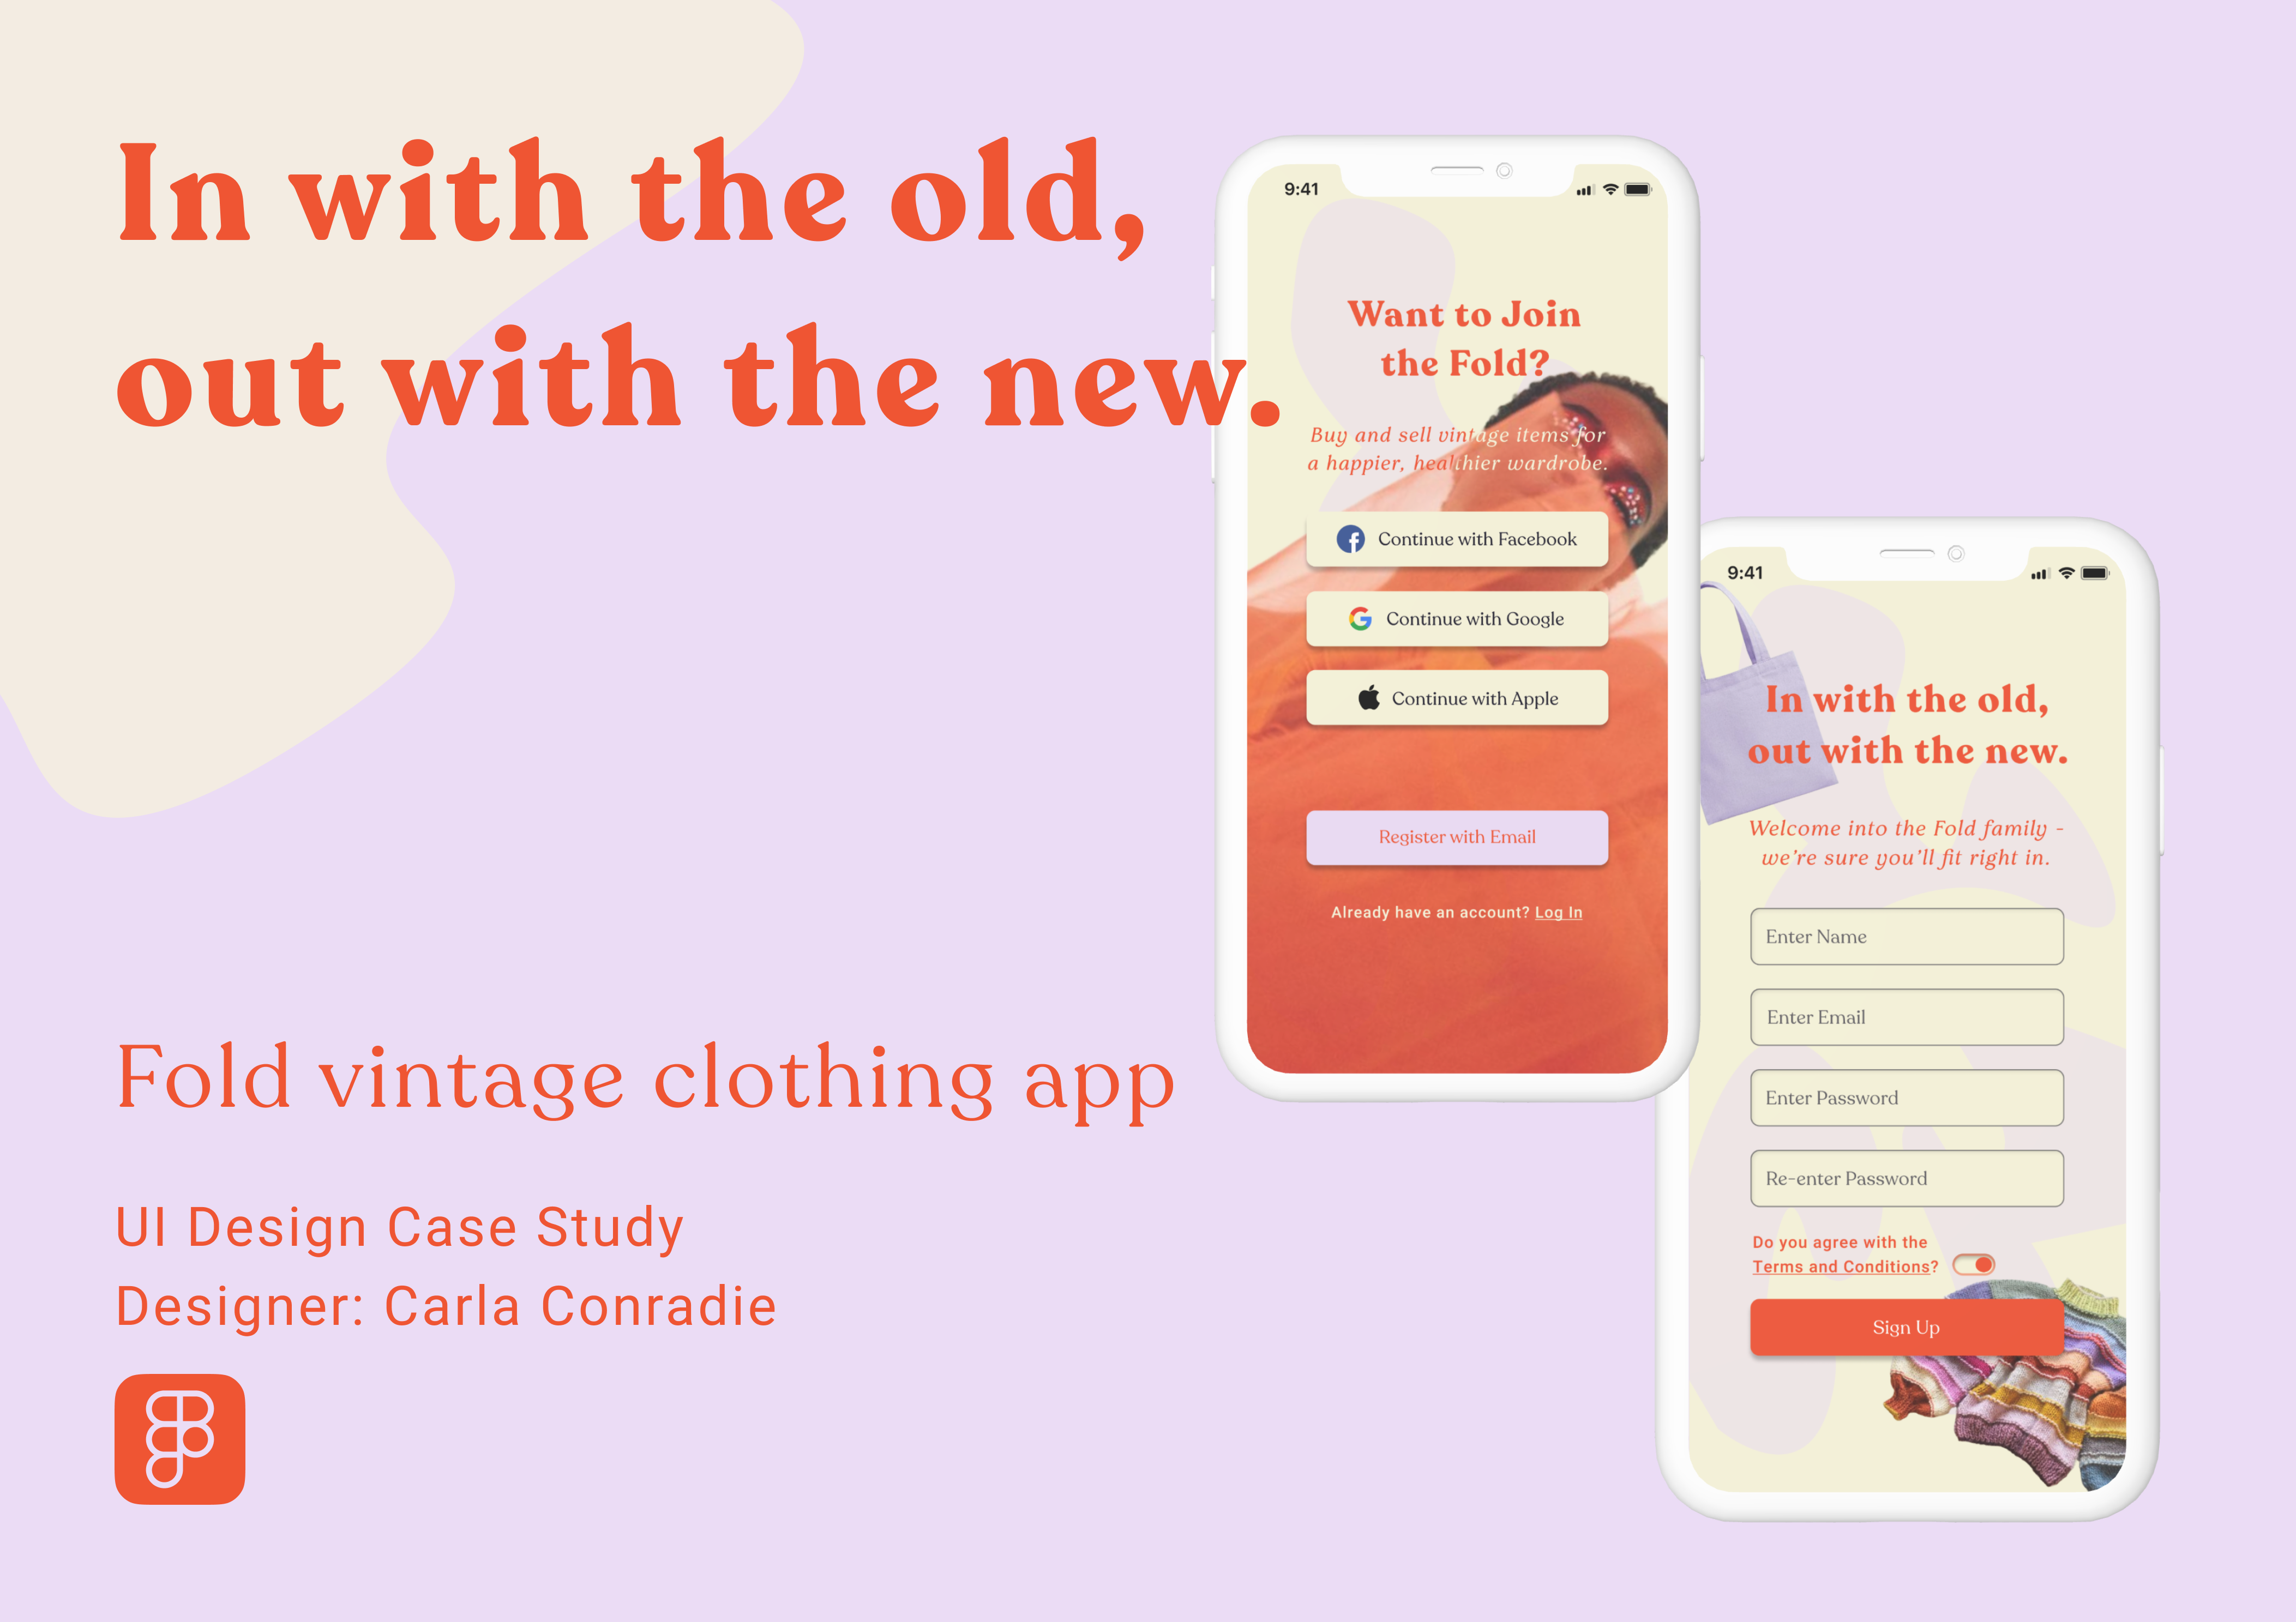 In with the old,
out with the new.
Fold vintage clothing app
UI Design Case Study
Designer: Carla Conradie
9:41
Want to Join
the Fold?
Buy and sell vintage items for
a happier, healthier wardrobe.
Continue with Facebook
Continue with Google
Continue with Apple
Register with Email
Already have an account? Log In
9:41
In with the old,
out with the new.
Welcome into the Fold family -
we're sure you'll fit right in.
Enter Name
Enter Email
Enter Password
Re-enter Password
Do you agree with the
Terms and Conditions?
Sign Up